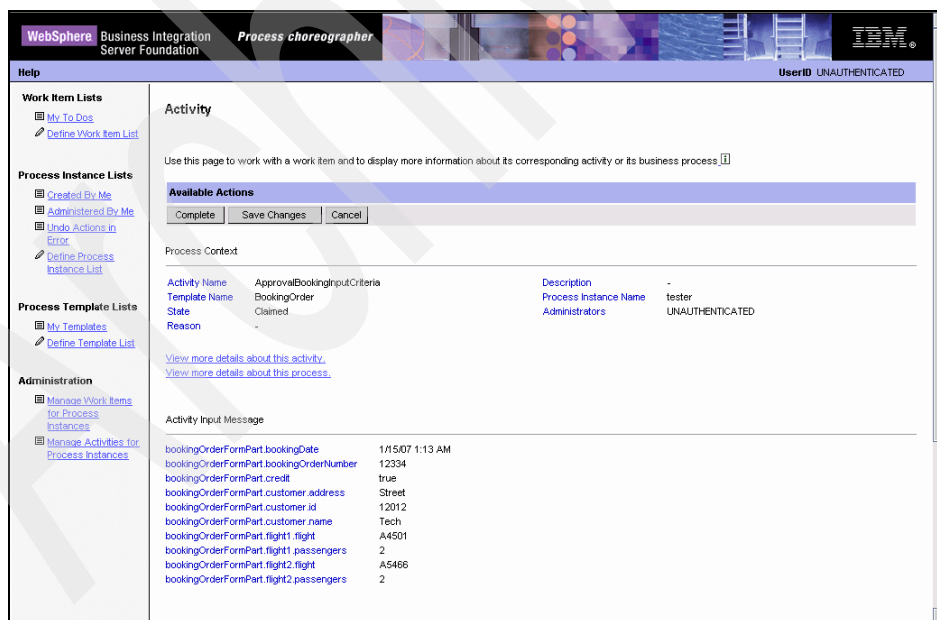 WebSphere Business Integration
Server Foundation
Process choreographer
IBM®
Help
UserID UNAUTHENTICATED
Work Item Lists
My To Dos
Define Work Item List
Process Instance Lists
Created By Me
Administered By Me
Undo Actions in
Error
Define Process
Instance List
Process Template Lists
My Templates
Define Template List
Administration
Manage Work Items
for Process
Instances
Manage Activities for
Process Instances
Activity
Use this page to work with a work item and to display more information about its corresponding activity or its business process.
Available Actions
Complete Save Changes Cancel
Process Context
Activity Name ApprovalBookingInputCriteria Description -
Template Name BookingOrder Process Instance Name tester
State Claimed Administrators UNAUTHENTICATED
Reason -
View more details about this activity.
View more details about this process.
Activity Input Message
bookingOrderFormPart.bookingDate 1/15/07 1:13 AM
bookingOrderFormPart.bookingOrderNumber 12334
bookingOrderFormPart.credit true
bookingOrderFormPart.customer.address Street
bookingOrderFormPart.customer.id 12012
bookingOrderFormPart.customer.name Tech
bookingOrderFormPart.flight1.flight A4501
bookingOrderFormPart.flight1.passengers 2
bookingOrderFormPart.flight2.flight A5466
bookingOrderFormPart.flight2.passengers 2